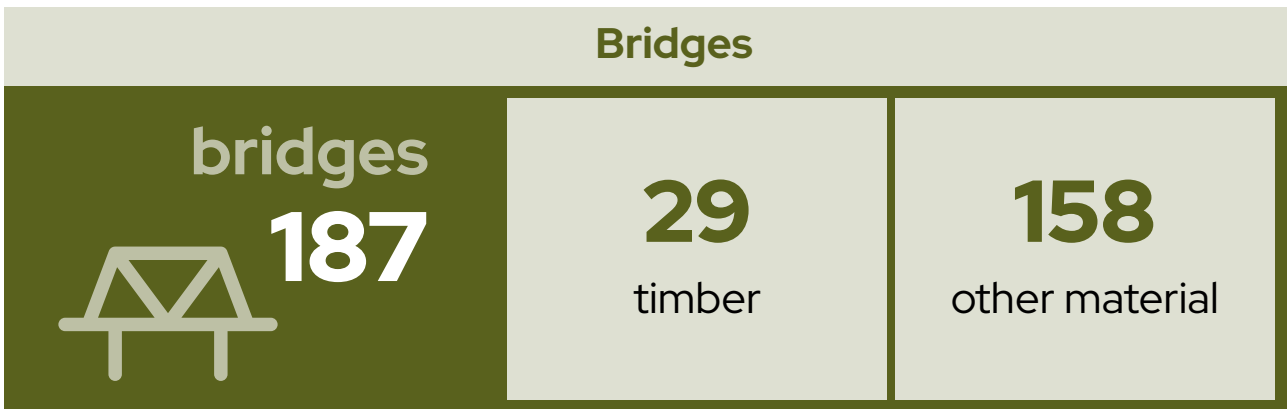 Bridges
bridges
187
29
timber
158
other material